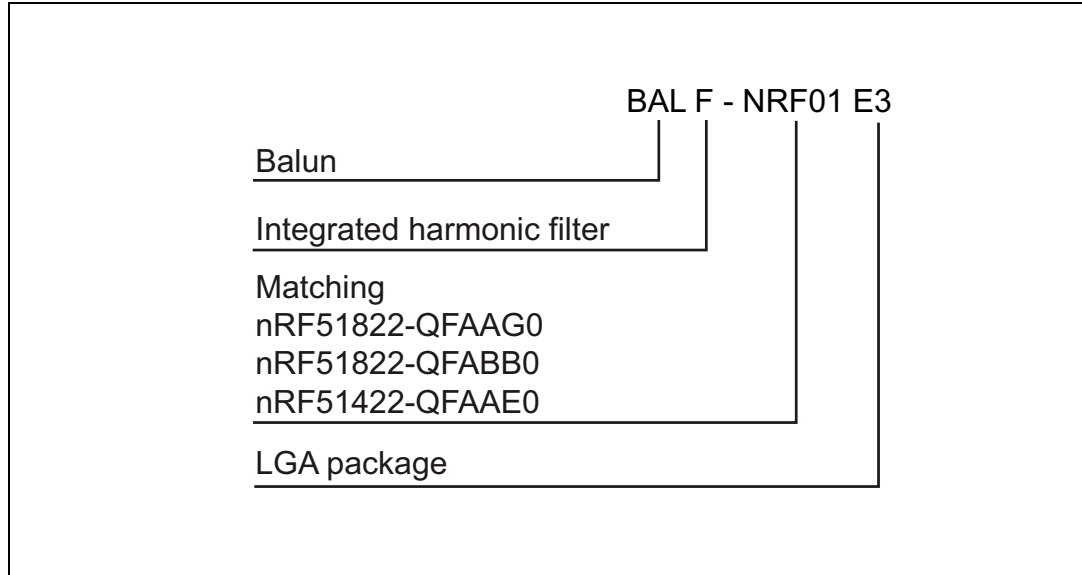 BAL F - NRF01 E3
Balun
Integrated harmonic filter
Matching
nRF51822-QFAAG0
nRF51822-QFABB0
nRF51422-QFAAE0
LGA package